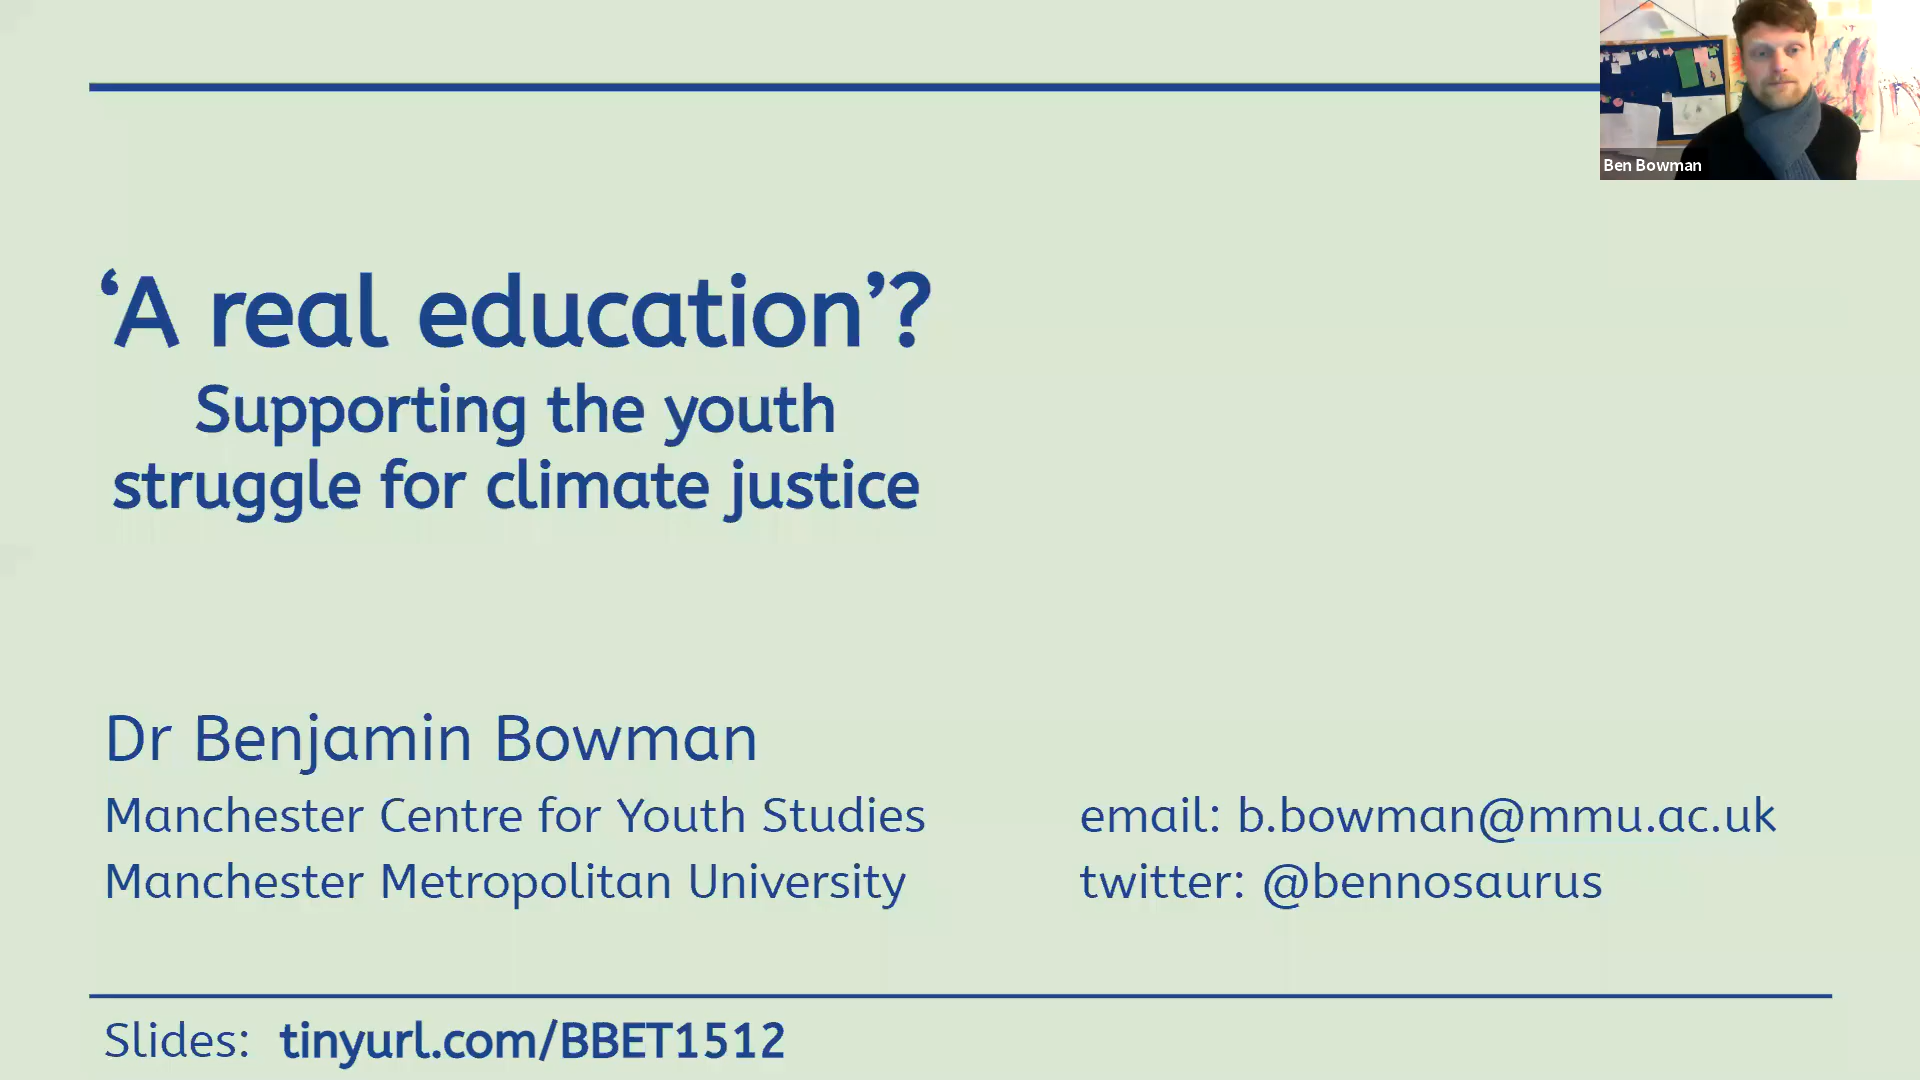 Ben Bowman
‘A real education’?
Supporting the youth
struggle for climate justice
Dr Benjamin Bowman
Manchester Centre for Youth Studies
Manchester Metropolitan University
email: b.bowman@mmu.ac.uk
twitter: @bennosaurus
Slides: tinyurl.com/BBET1512